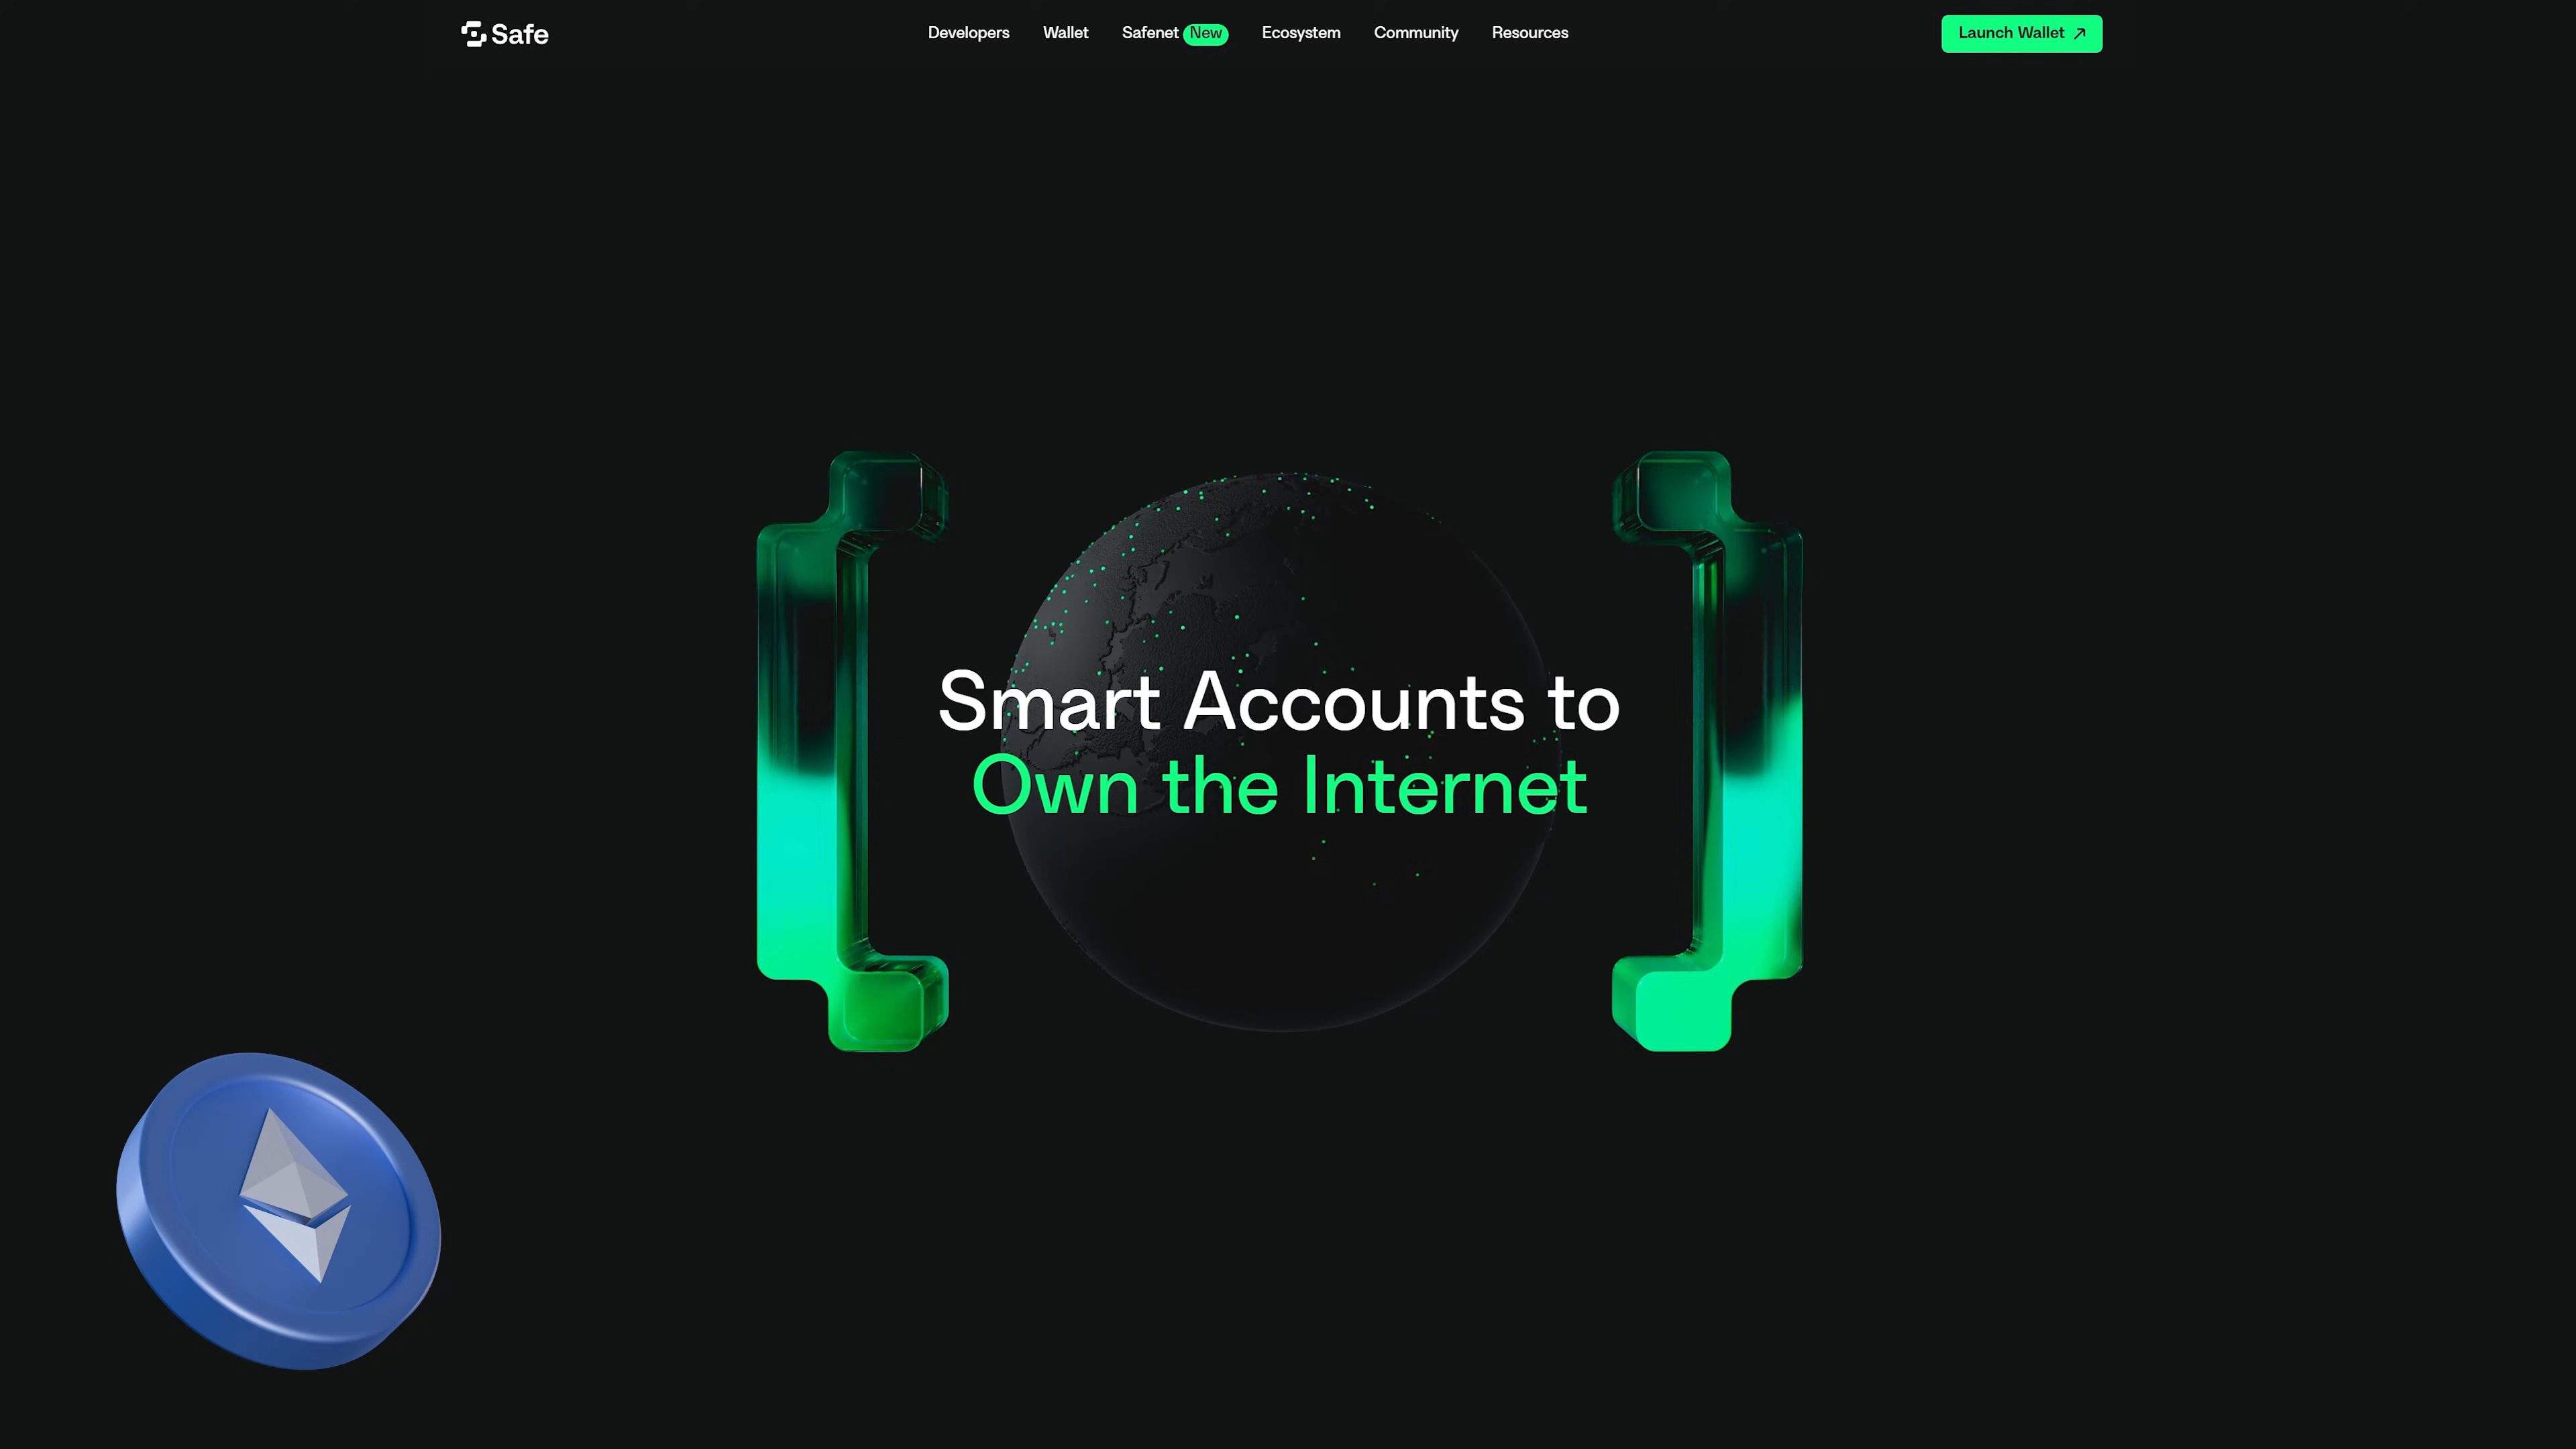 Safe
Developers
Wallet
Safenet New
Ecosystem
Community
Resources
Launch Wallet
Smart Accounts to
Own the Internet